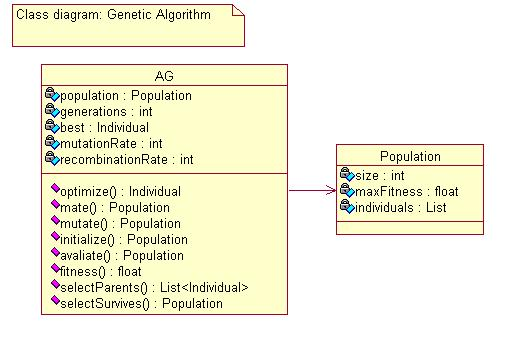 Class diagram: Genetic Algorithm
AG
population : Population
generations : int
best : Individual
mutationRate : int
recombinationRate : int
optimize() : Individual
mate() : Population
mutate() : Population
initialize() : Population
avaliate() : Population
fitness() : float
selectParents() : List<Individual>
selectSurvives() : Population
Population
size : int
maxFitness : float
individuals : List